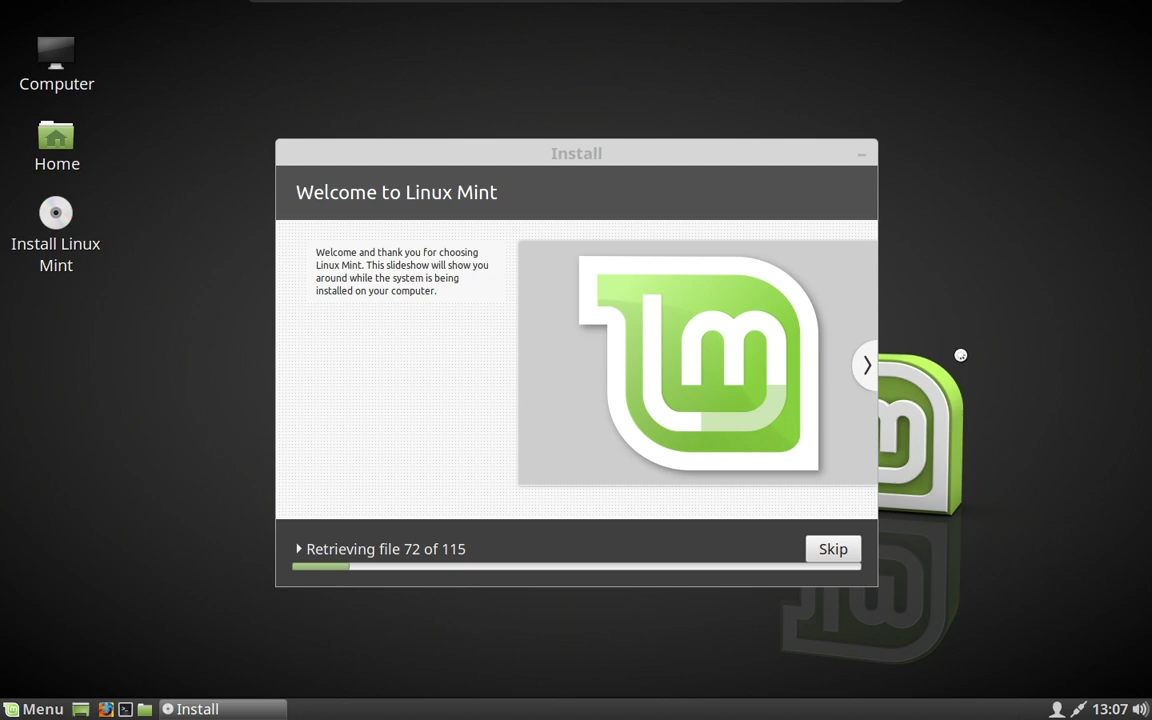 Computer
Home
Install Linux
Mint
Install
Welcome to Linux Mint
Welcome and thank you for choosing
Linux Mint. This slideshow will show you
around while the system is being
installed on your computer.
Retrieving file 72 of 115
Skip
Menu
Install
13:07